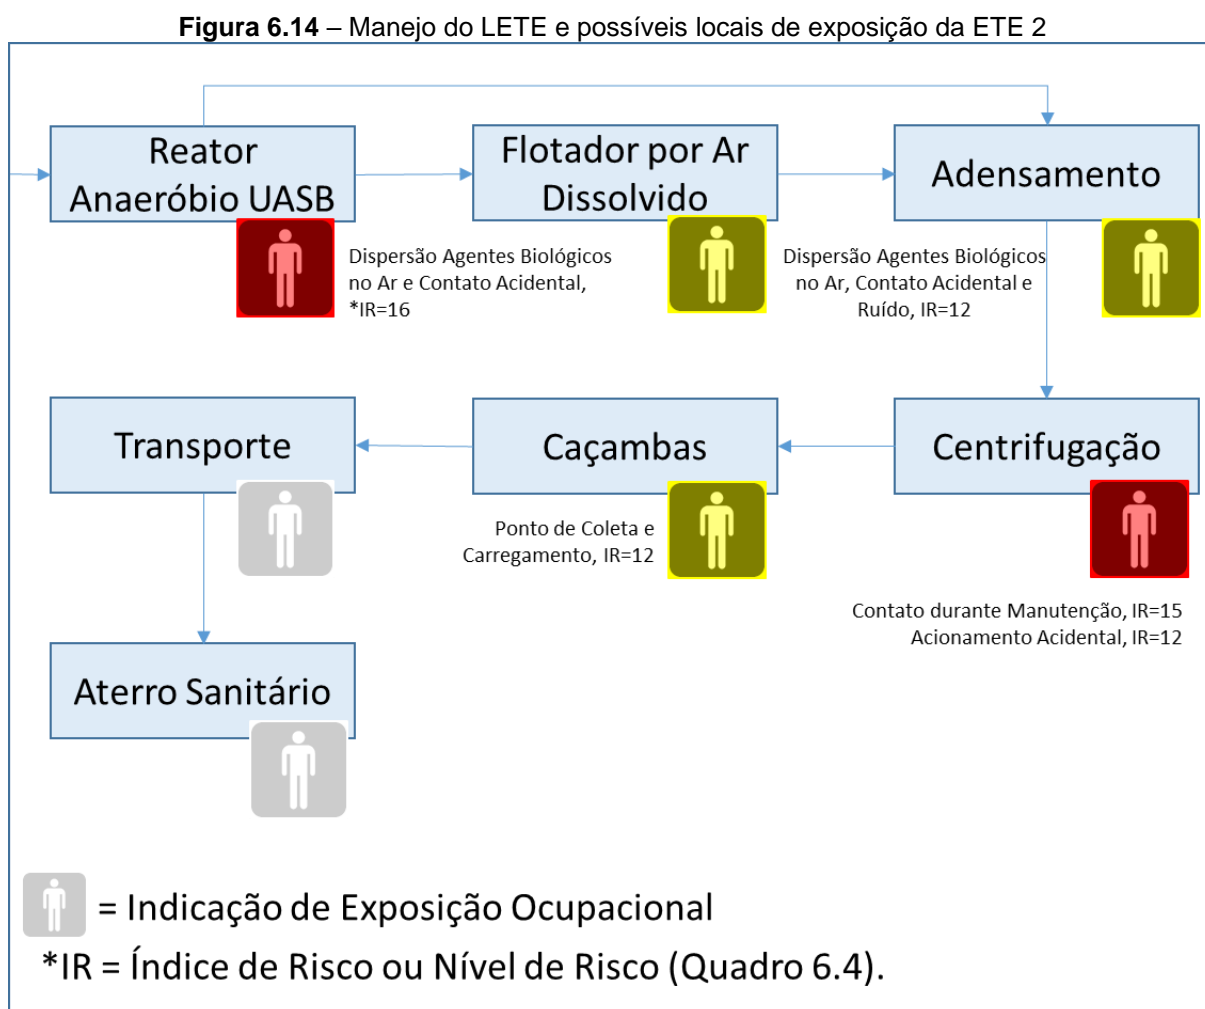 Figura 6.14 – Manejo do LETE e possíveis locais de exposição da ETE 2
Reator
Anaeróbio UASB
Flotador por Ar
Dissolvido
Adensamento
Dispersão Agentes Biológicos
no Ar e Contato Acidental,
*IR=16
Dispersão Agentes Biológicos
no Ar, Contato Acidental e
Ruído, IR=12
Transporte
Caçambas
Centrifugação
Ponto de Coleta e
Carregamento, IR=12
Contato durante Manutenção, IR=15
Acionamento Acidental, IR=12
Aterro Sanitário
= Indicação de Exposição Ocupacional
*IR = Índice de Risco ou Nível de Risco (Quadro 6.4).